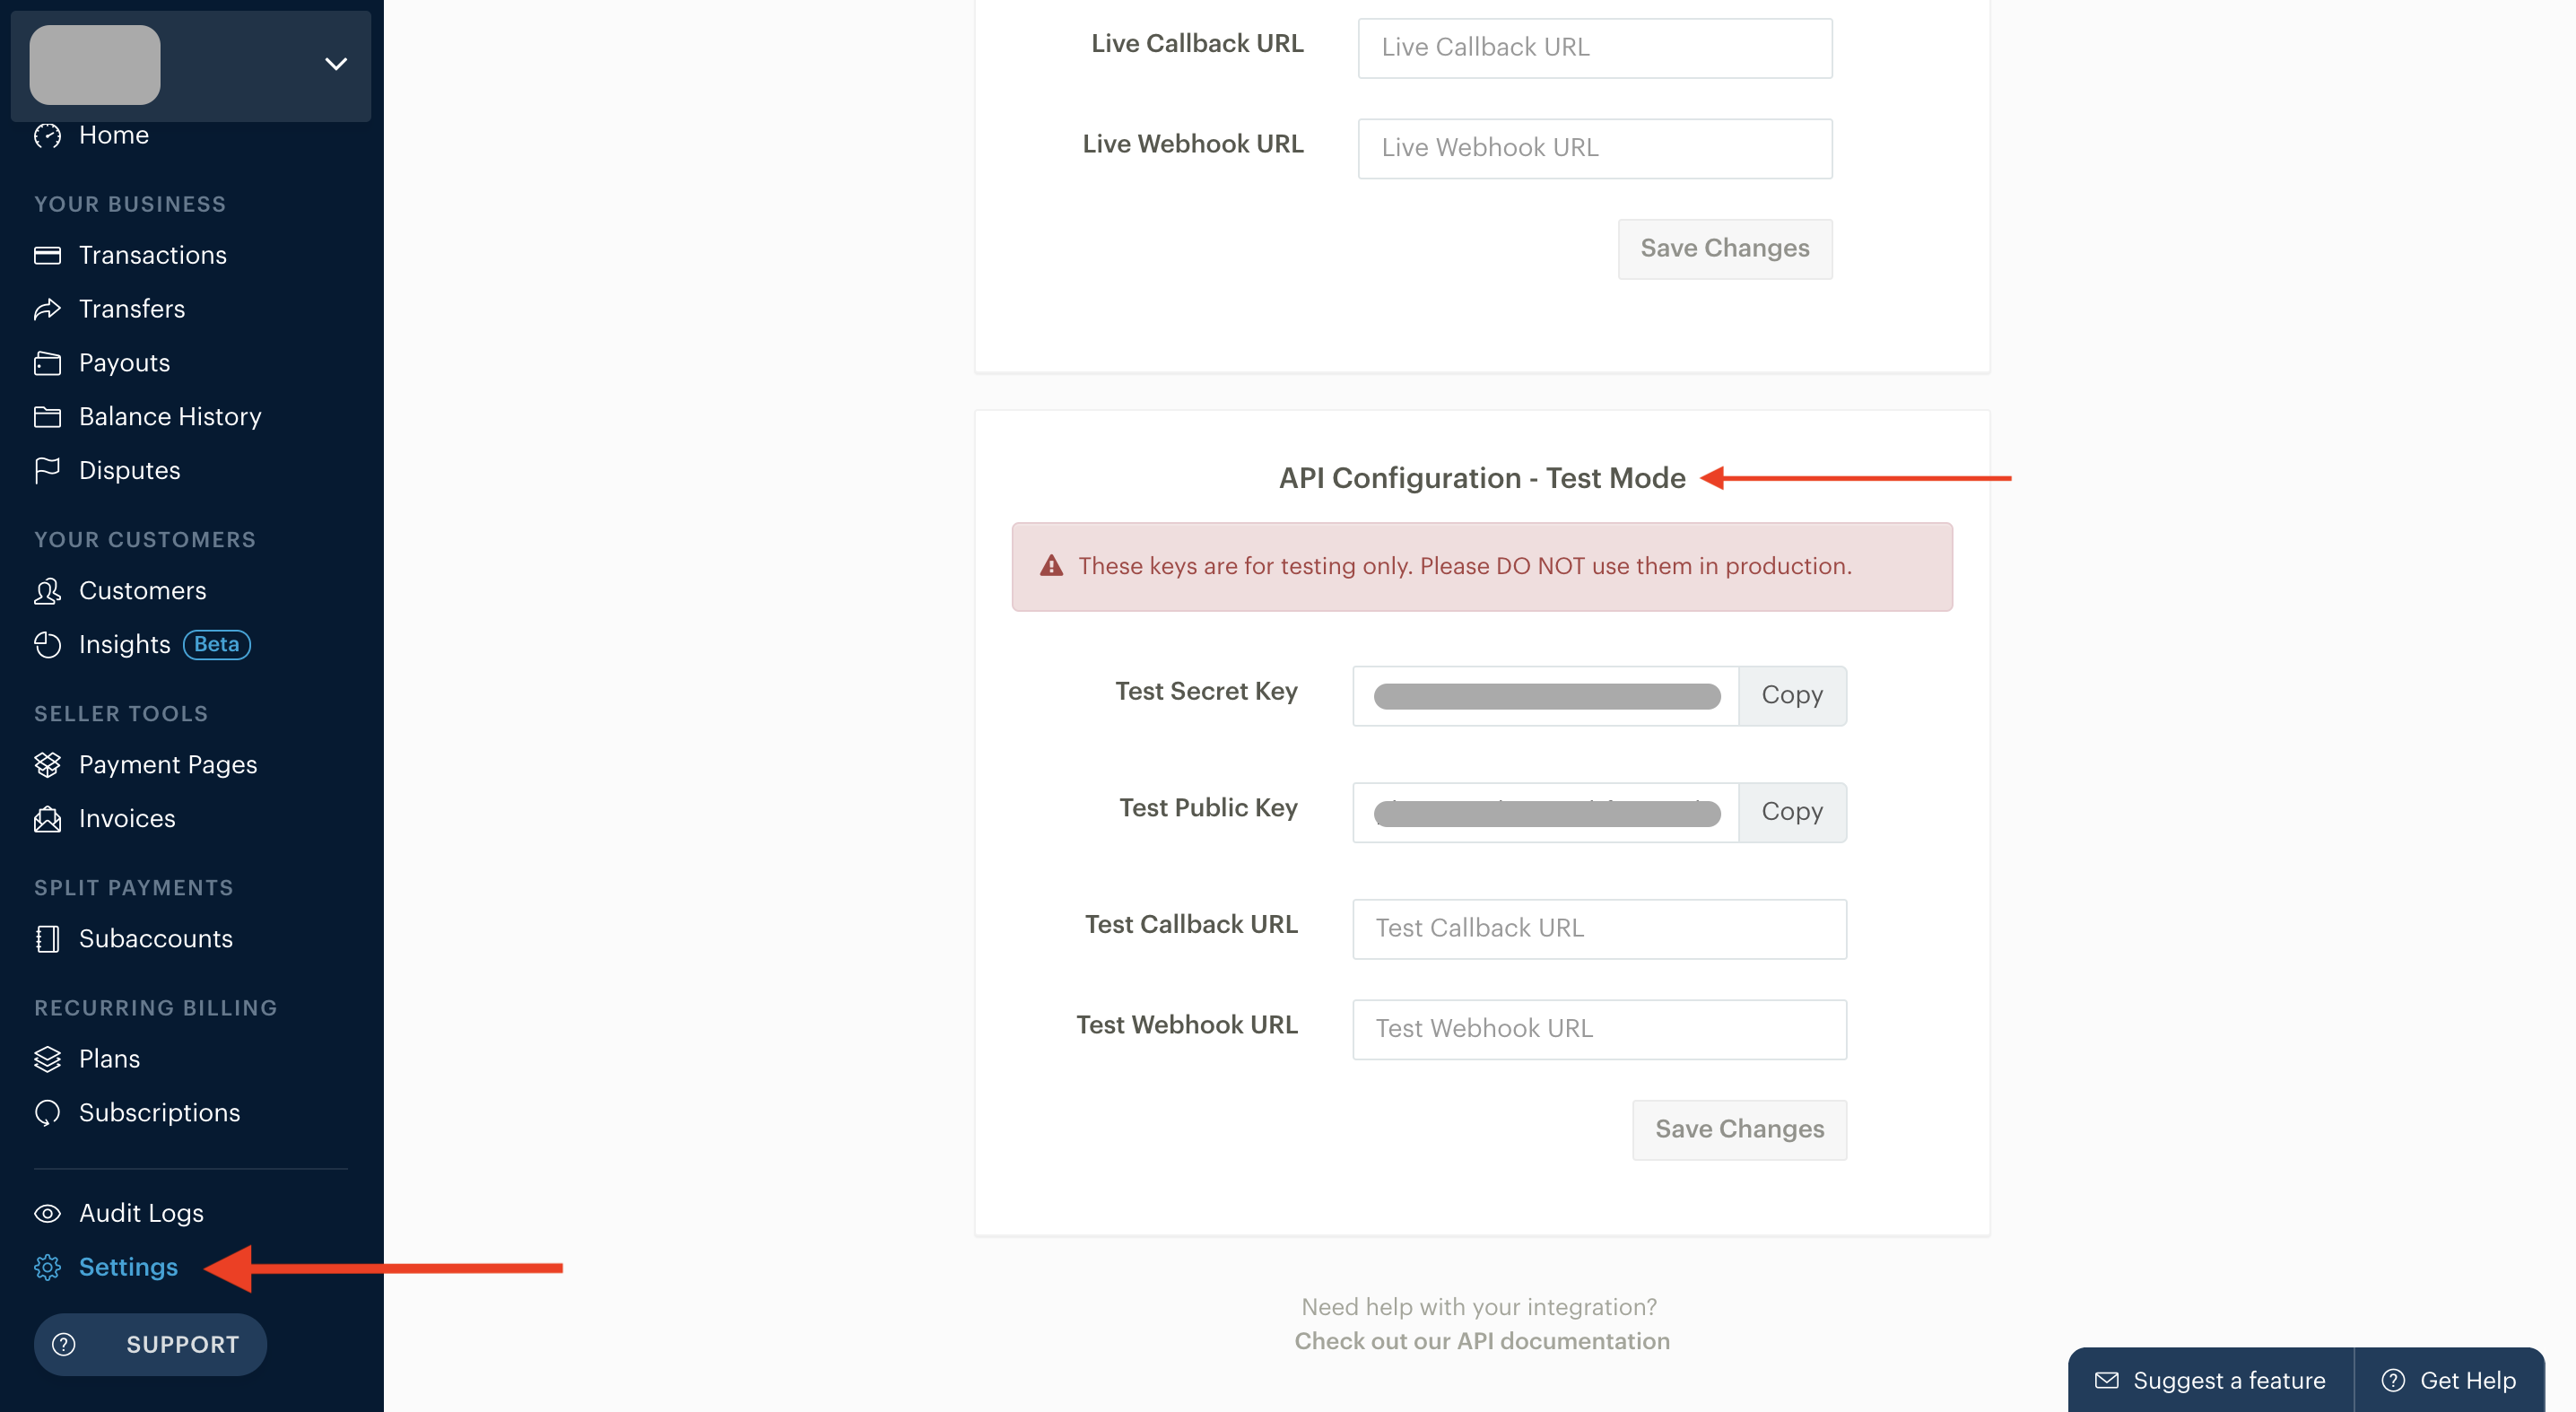 Home
YOUR BUSINESS
Transactions
Transfers
Payouts
Balance History
Disputes
YOUR CUSTOMERS
Customers
Insights Beta
SELLER TOOLS
Payment Pages
Invoices
SPLIT PAYMENTS
Subaccounts
RECURRING BILLING
Plans
Subscriptions
Audit Logs
Settings
SUPPORT
Live Callback URL Live Callback URL
Live Webhook URL Live Webhook URL
Save Changes
API Configuration - Test Mode
These keys are for testing only. Please DO NOT use them in production.
Test Secret Key Copy
Test Public Key Copy
Test Callback URL Test Callback URL
Test Webhook URL Test Webhook URL
Save Changes
Need help with your integration?
Check out our API documentation
Suggest a feature Get Help